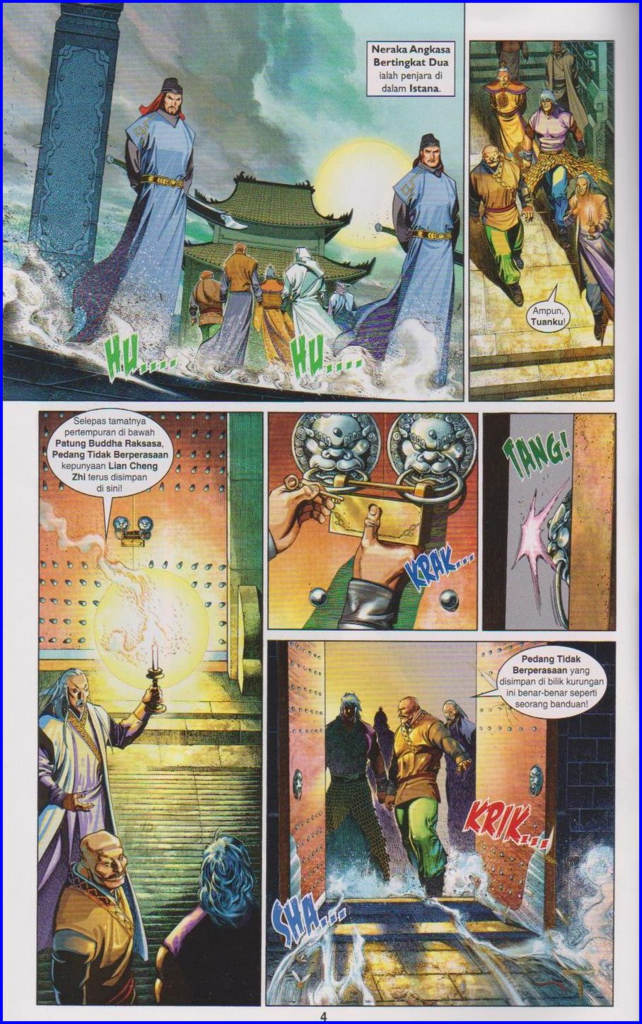 Neraka Angkasa
Bertingkat Dua
ialah penjara di
dalam Istana.
HU....
HU....
Ampun,
Tuanku!
Selepas tamatnya
pertempuran di bawah
Patung Buddha Raksasa,
Pedang Tidak Berperasaan
kepunyaan Lian Cheng
Zhi terus disimpan
di sini!
KRAK...
TANG!
Pedang Tidak
Berperasaan yang
disimpan di bilik kurungan
ini benar-benar seperti
seorang banduan!
KRIK...
SHA...
4